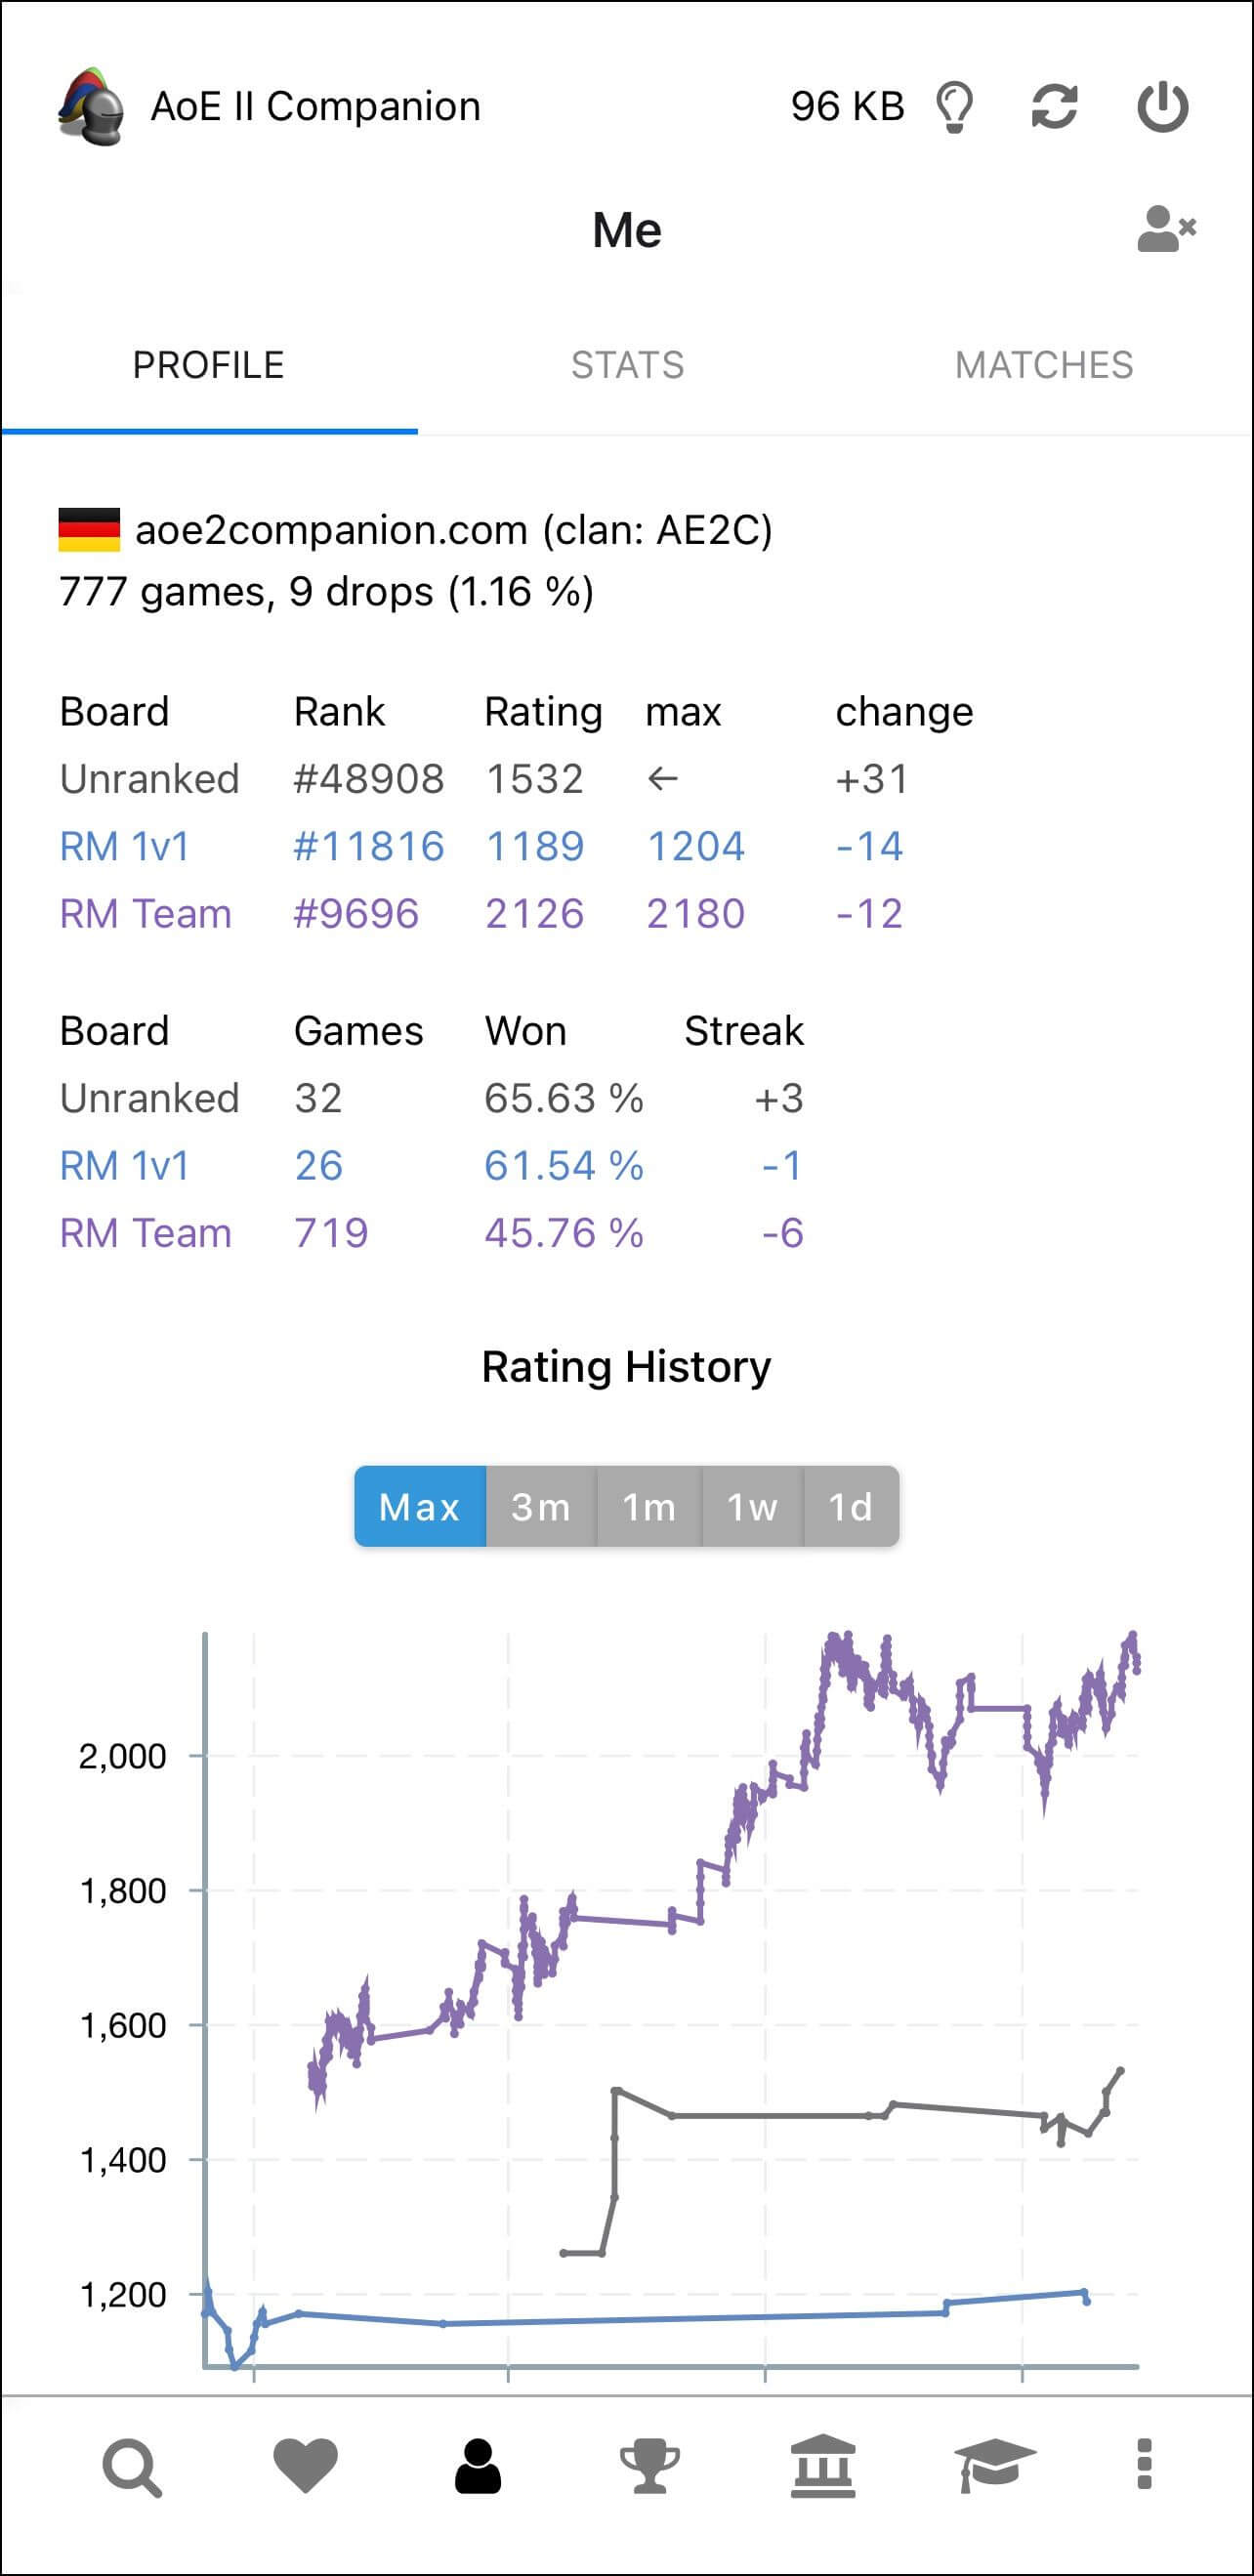 AoE II Companion 96 KB
Me
PROFILE STATS MATCHES
aoe2companion.com (clan: AE2C)
777 games, 9 drops (1.16 %)
Board Rank Rating max change
Unranked #48908 1532 ← +31
RM 1v1 #11816 1189 1204 -14
RM Team #9696 2126 2180 -12
Board Games Won Streak
Unranked 32 65.63 % +3
RM 1v1 26 61.54 % -1
RM Team 719 45.76 % -6
Rating History
Max 3m 1m 1w 1d
2,000
1,800
1,600
1,400
1,200